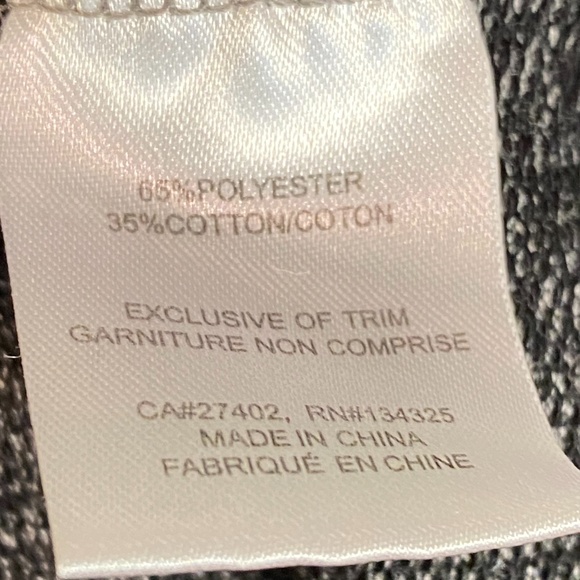 65%POLYESTER
35%COTTON/COTON
EXCLUSIVE OF TRIM
GARNITURE NON COMPRISE
CA#27402, RN#134325
MADE IN CHINA
FABRIQUÉ EN CHINE